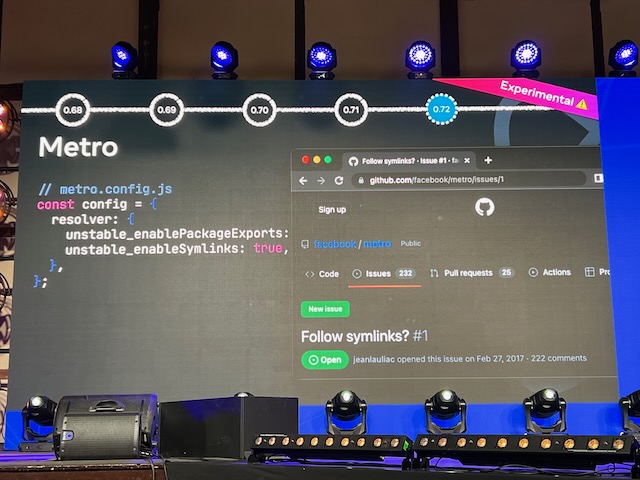 0.68
0.69
0.70
0.71
0.72
Experimental ⚠
Metro
// metro.config.js
const config = {
resolver: {
unstable_enablePackageExports:
unstable_enableSymlinks: true,
},
};
Follow symlinks? · Issue #1 · fa
github.com/facebook/metro/issues/1
Sign up
facebook / metro Public
Code Issues 232 Pull requests 25 Actions Pr
New issue
Follow symlinks? #1
Open jeanlauliac opened this issue on Feb 27, 2017 · 222 comments